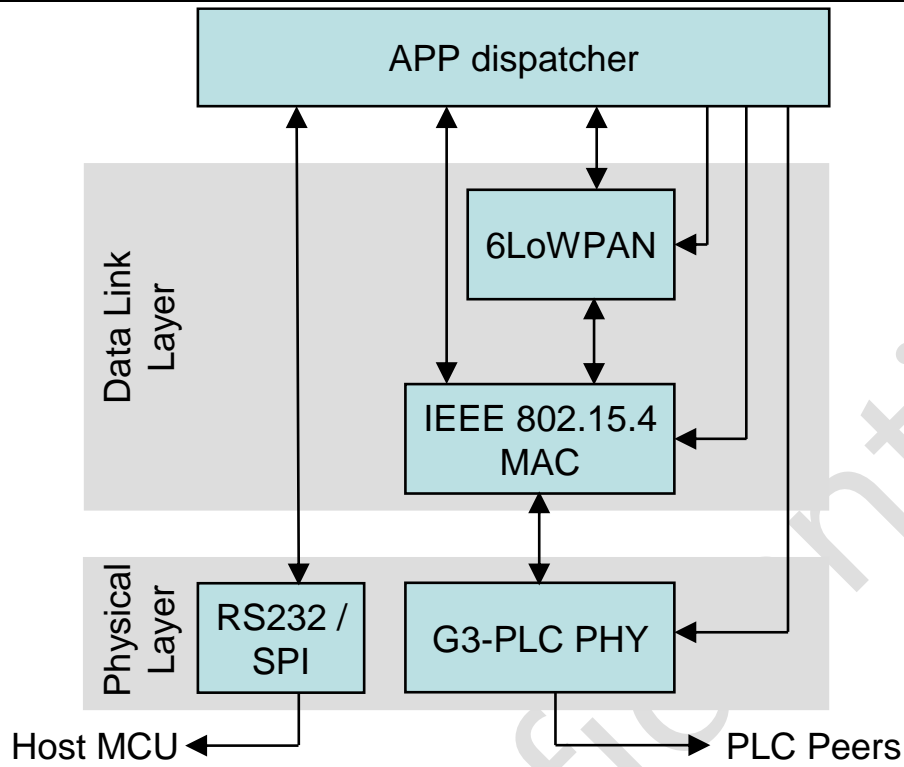 APP dispatcher
Data Link
Layer
6LoWPAN
IEEE 802.15.4
MAC
Physical
Layer
RS232 /
SPI
G3-PLC PHY
Host MCU
PLC Peers